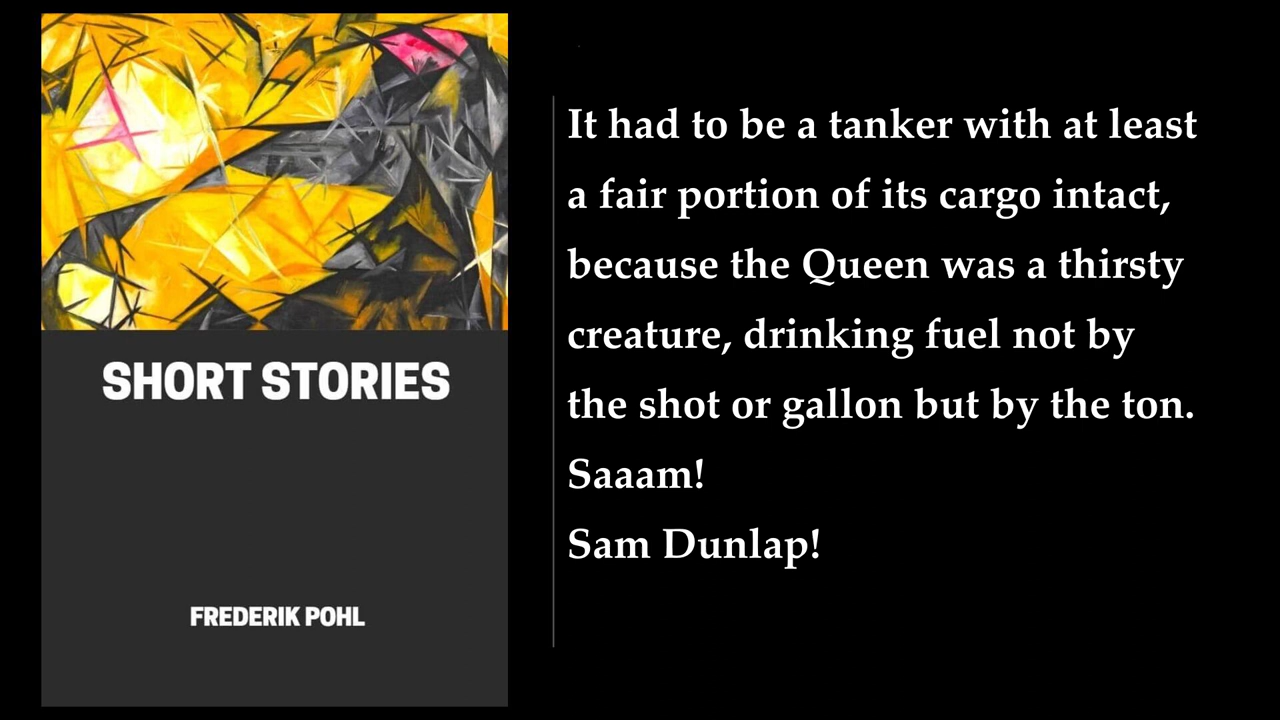 SHORT STORIES
FREDERIK POHL
It had to be a tanker with at least
a fair portion of its cargo intact,
because the Queen was a thirsty
creature, drinking fuel not by
the shot or gallon but by the ton.
Saaam!
Sam Dunlap!